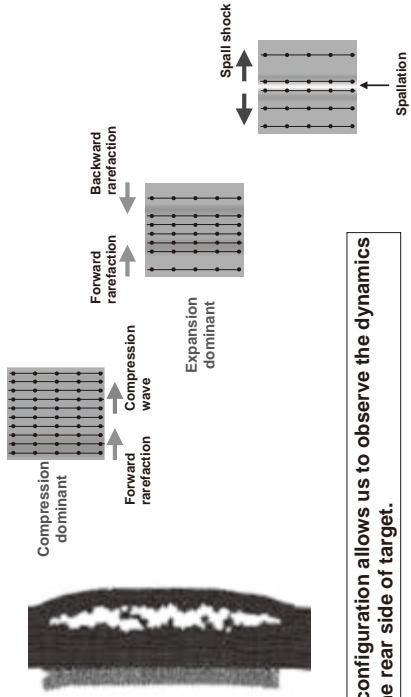 Compression
dominant
Forward
rarefaction
Compression
wave
Expansion
dominant
Forward
rarefaction
Backward
rarefaction
Spall shock
Spallation
configuration allows us to observe the dynamics
rear side of target.